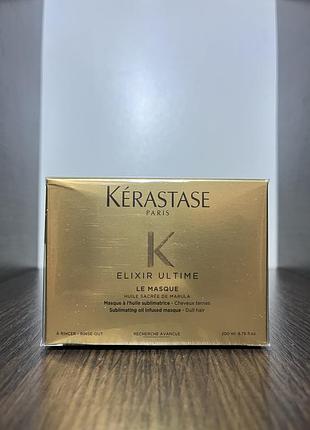 KÉRASTASE
PARIS
K
ELIXIR ULTIME
LE MASQUE
HUILE SACRÉE DE MARULA
Masque à l'huile sublimatrice - Cheveux ternes
Sublimating oil infused masque - Dull hair
À RINCER - RINSE OUT RECHERCHE AVANCÉE 200 ml 6.76 fl.oz.